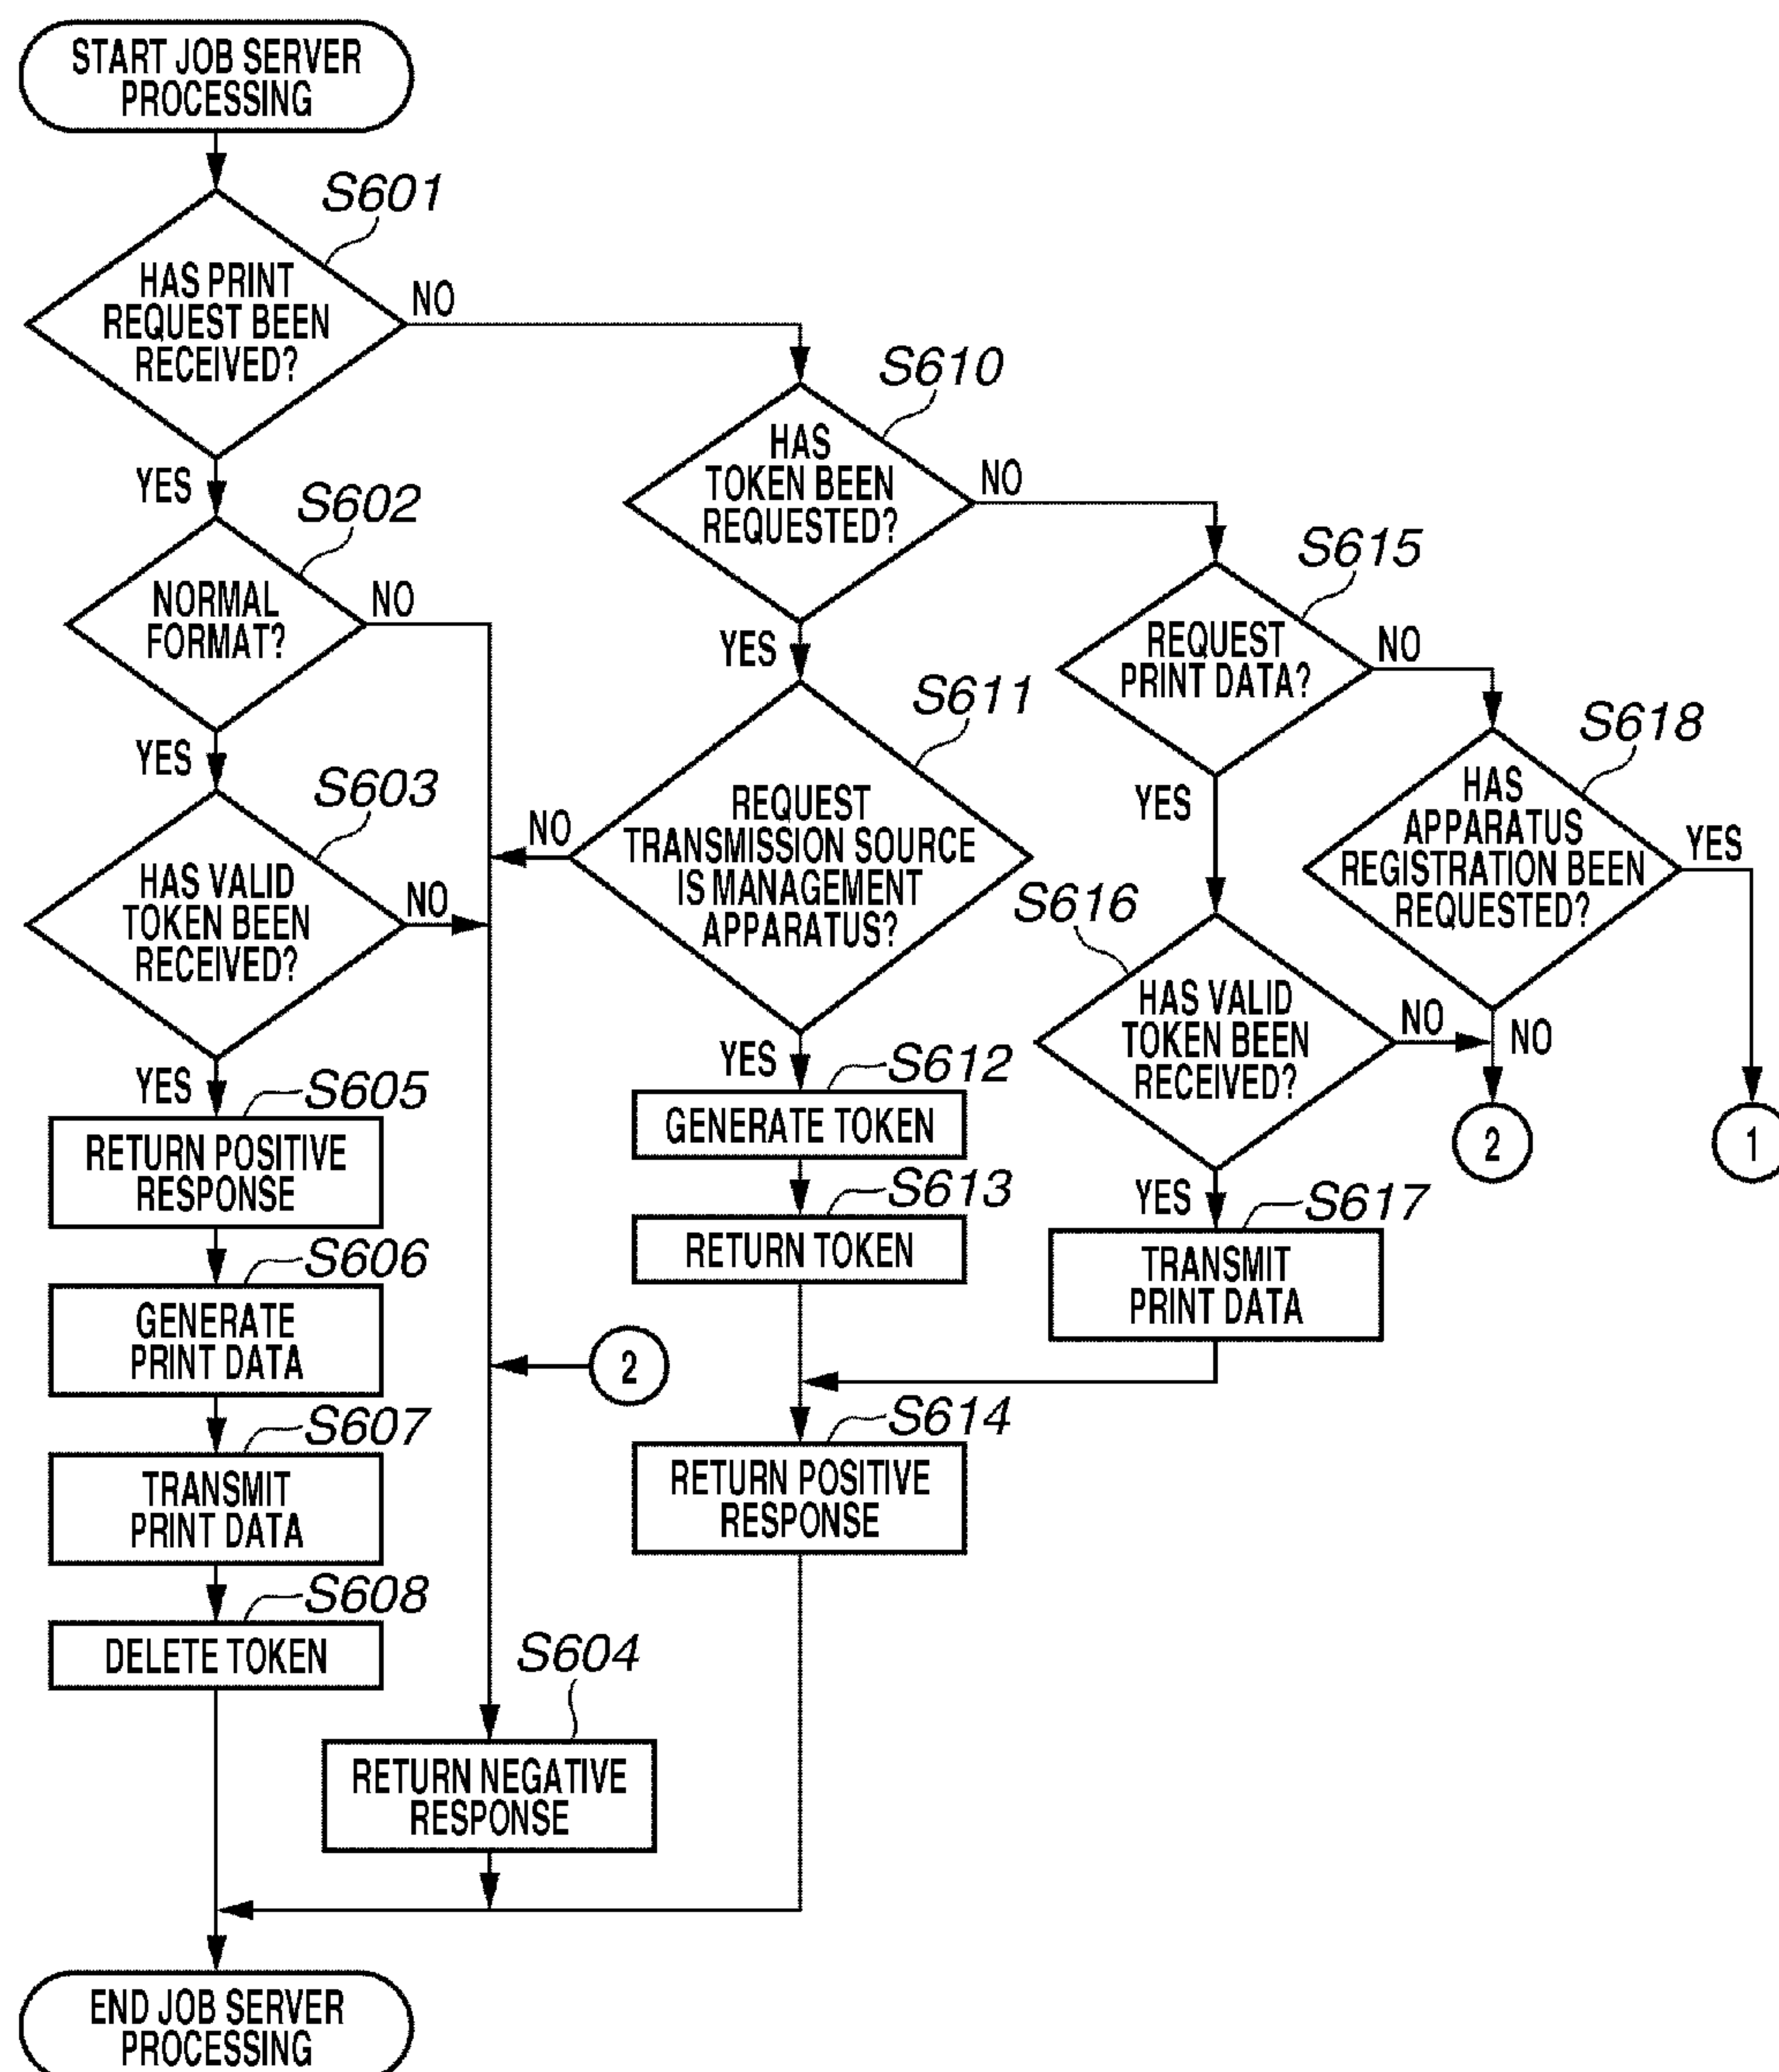 START JOB SERVER
PROCESSING
S601
HAS PRINT
REQUEST BEEN
RECEIVED?
NO
YES
S602
NORMAL
FORMAT?
NO
YES
S603
HAS VALID
TOKEN BEEN
RECEIVED?
NO
YES
S605
RETURN POSITIVE
RESPONSE
S606
GENERATE
PRINT DATA
S607
TRANSMIT
PRINT DATA
S608
DELETE TOKEN
S604
RETURN NEGATIVE
RESPONSE
END JOB SERVER
PROCESSING
S610
HAS
TOKEN BEEN
REQUESTED?
NO
YES
S611
REQUEST
TRANSMISSION SOURCE
IS MANAGEMENT
APPARATUS?
NO
YES
S612
GENERATE TOKEN
S613
RETURN TOKEN
2
S614
RETURN POSITIVE
RESPONSE
S615
REQUEST
PRINT DATA?
NO
YES
S616
HAS VALID
TOKEN BEEN
RECEIVED?
NO
YES
S617
TRANSMIT
PRINT DATA
S618
HAS
APPARATUS
REGISTRATION BEEN
REQUESTED?
YES
NO
2
1